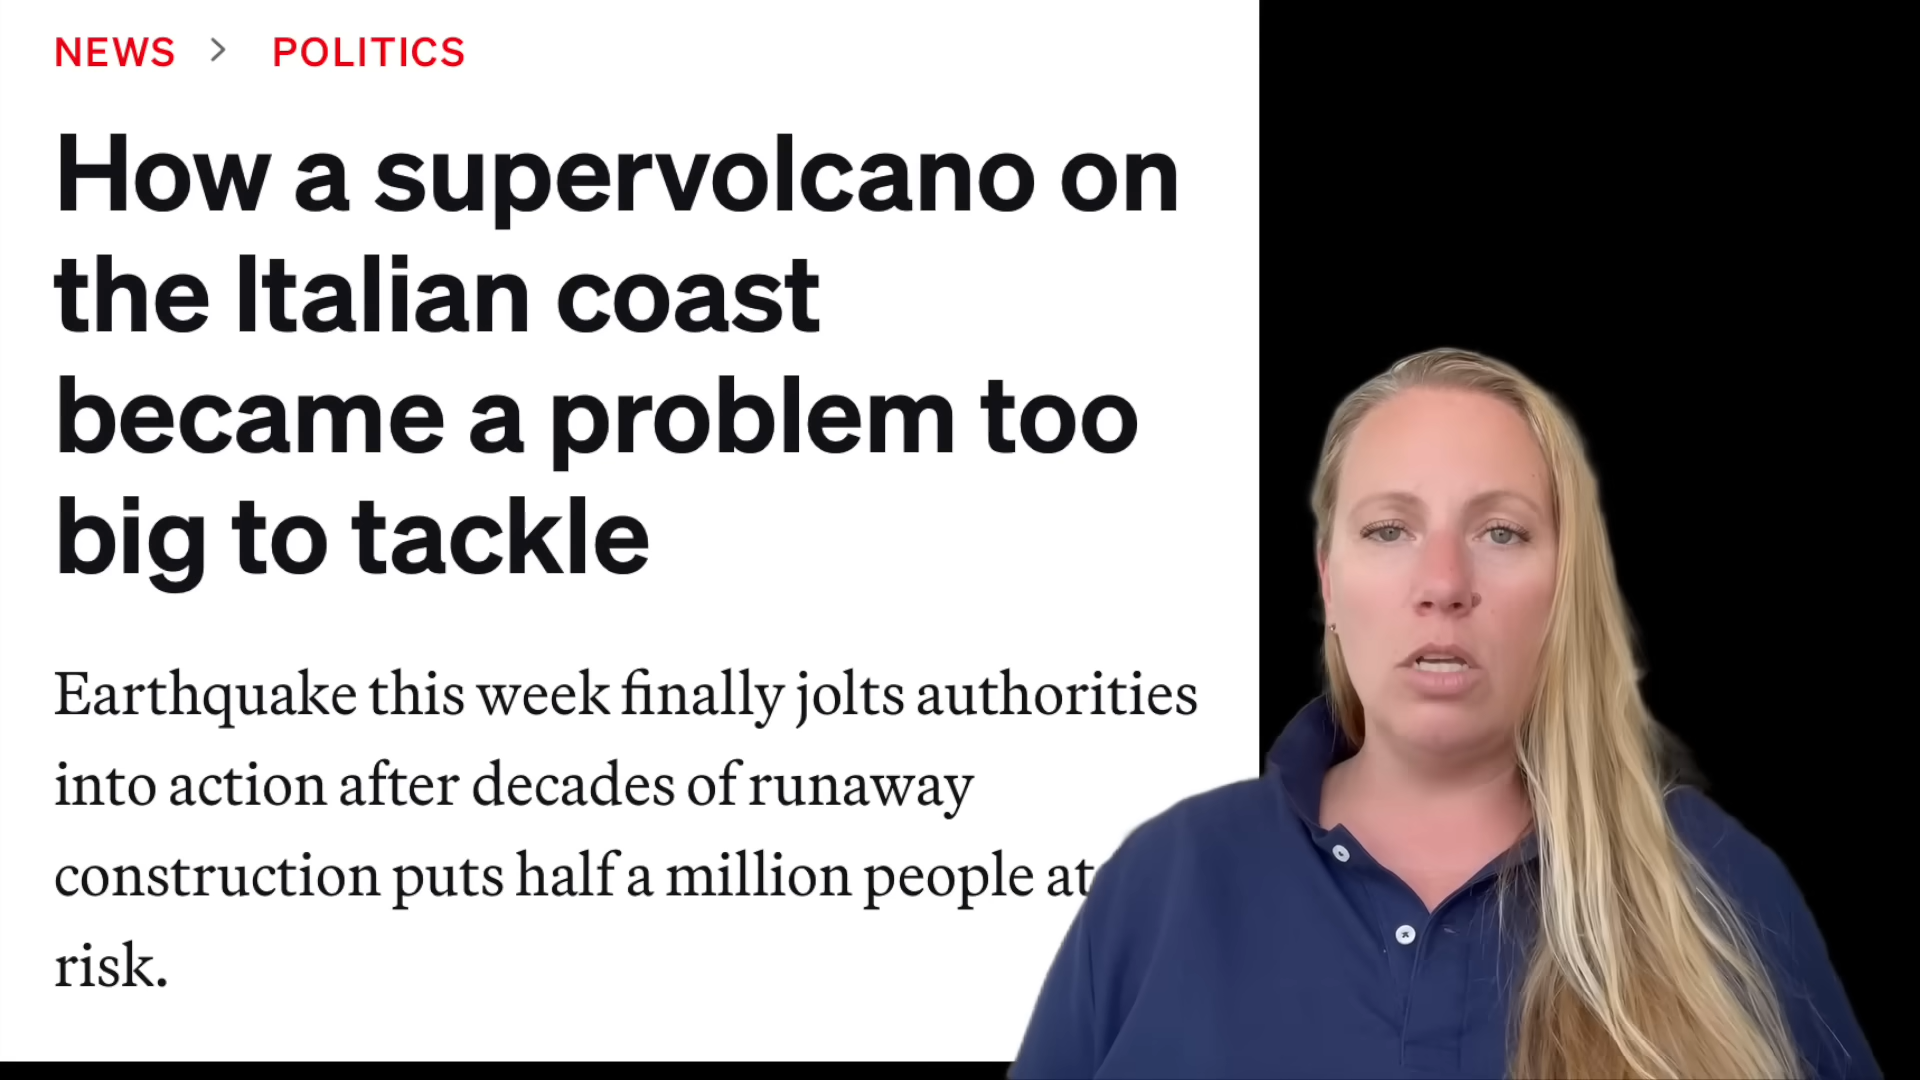 NEWS > POLITICS
How a supervolcano on
the Italian coast
became a problem too
big to tackle
Earthquake this week finally jolts authorities
into action after decades of runaway
construction puts half a million people at
risk.